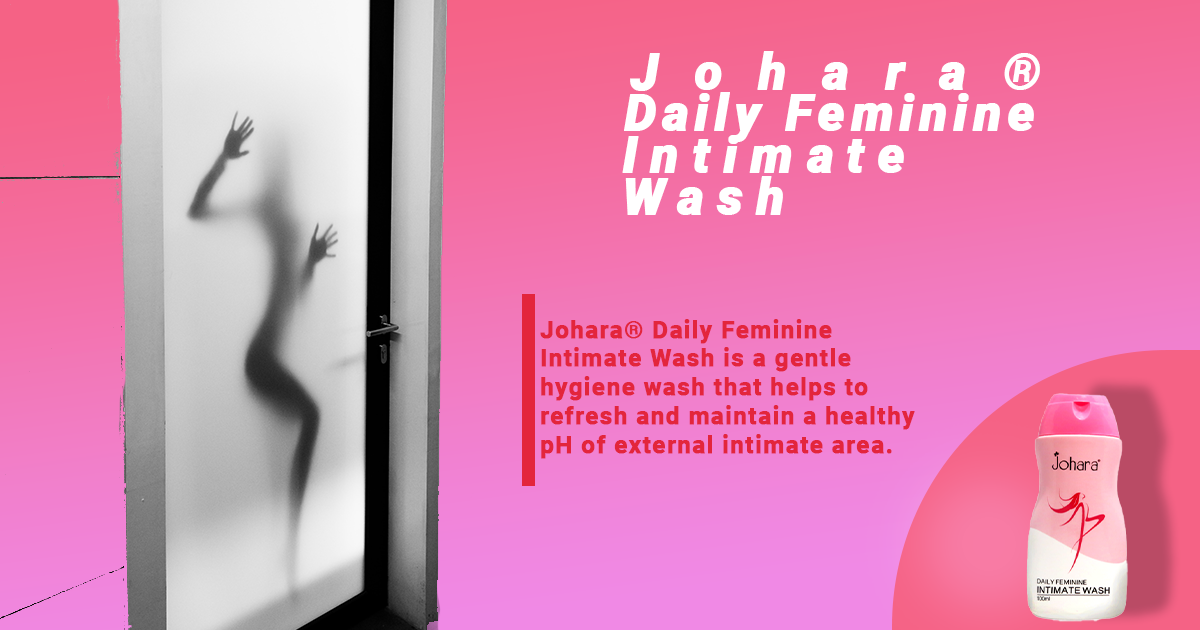 Johara®
Daily Feminine
Intimate
Wash
Johara® Daily Feminine
Intimate Wash is a gentle
hygiene wash that helps to
refresh and maintain a healthy
pH of external intimate area.
Johara
DAILY FEMININE
INTIMATE WASH
100ml